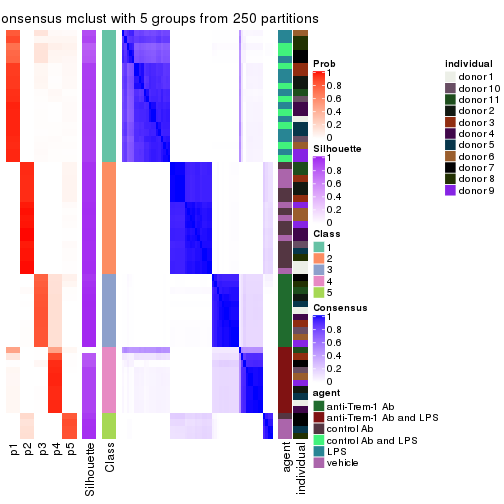 onsensus mclust with 5 groups from 250 partitions
Prob
1
0.8
0.6
0.4
0.2
0
Silhouette
1
0.8
0.6
0.4
0.2
0
Class
1
2
3
4
5
Consensus
1
0.8
0.6
0.4
0.2
0
agent
anti-Trem-1 Ab
anti-Trem-1 Ab and LPS
control Ab
control Ab and LPS
LPS
vehicle
individual
donor 1
donor 10
donor 11
donor 2
donor 3
donor 4
donor 5
donor 6
donor 7
donor 8
donor 9
p1
p2
p3
p4
p5
Silhouette
Class
agent
individual